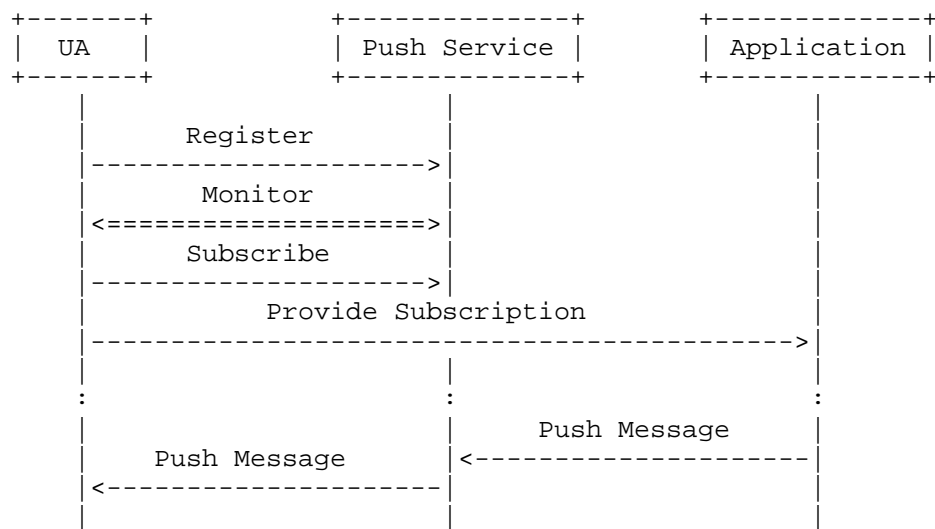 UA Push Service Application
Register
Monitor
Subscribe
Provide Subscription
Push Message
Push Message